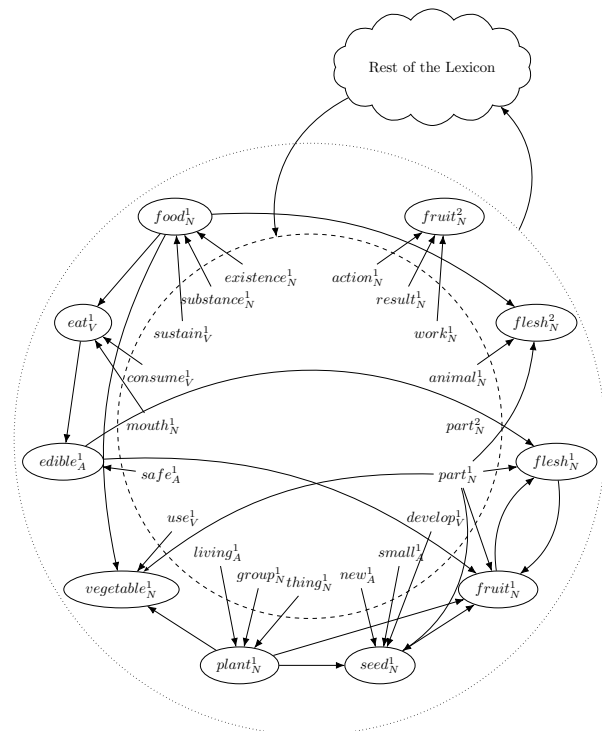 Rest of the Lexicon
food¹_N
fruit²_N
existence¹_N
action¹_N
substance¹_N
result¹_N
eat¹_V
sustain¹_V
work¹_N
flesh²_N
consume¹_V
animal¹_N
mouth¹_N
part²_N
edible¹_A
safe¹_A
part¹_N
flesh¹_N
use¹_V
develop¹_V
living¹_A
small¹_A
group¹_N
thing¹_N
new¹_A
vegetable¹_N
fruit¹_N
plant¹_N
seed¹_N